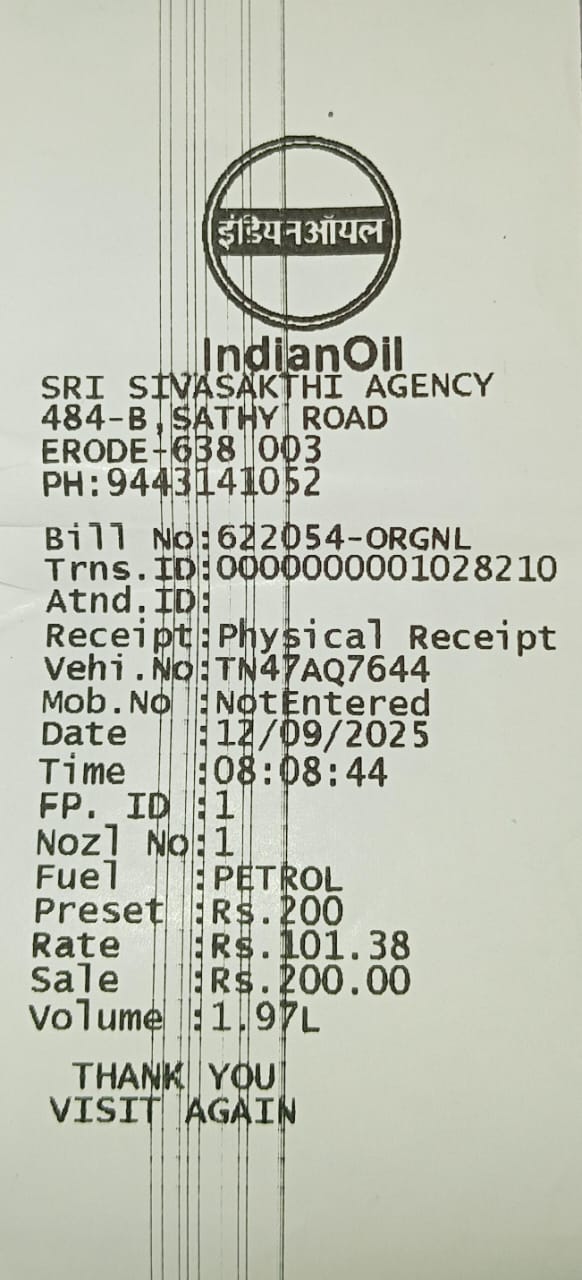 इंडियनऑयल
IndianOil
SRI SIVASAKTHI AGENCY
484-B,SATHY ROAD
ERODE-638 003
PH:9443141052
Bill No:622054-ORGNL
Trns.ID:0000000001028210
Atnd.ID:
Receipt:Physical Receipt
Vehi.No:TN47AQ7644
Mob.No :NotEntered
Date :12/09/2025
Time :08:08:44
FP. ID :1
Nozl No:1
Fuel :PETROL
Preset :Rs.200
Rate :Rs.101.38
Sale :Rs.200.00
Volume :1.97L
THANK YOU
VISIT AGAIN